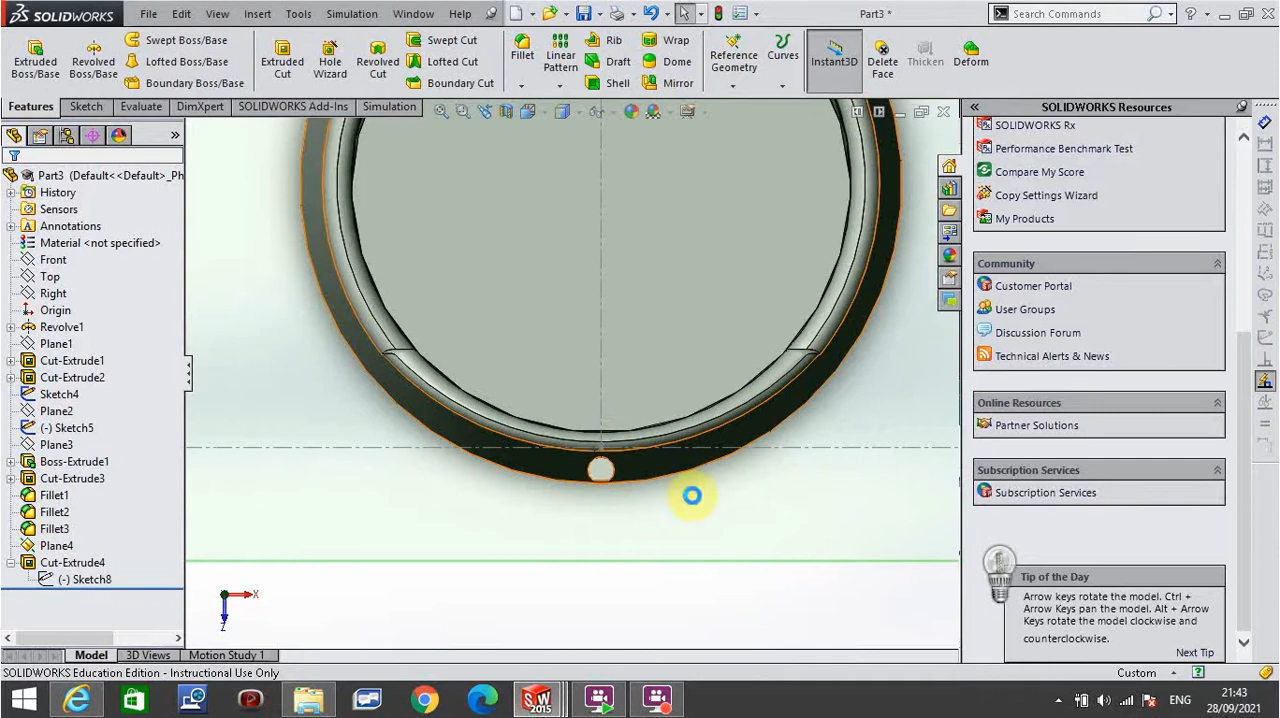 SOLIDWORKS File Edit View Insert Tools Simulation Window Help Part3 * Search Commands
Extruded Boss/Base
Revolved Boss/Base
Swept Boss/Base
Lofted Boss/Base
Boundary Boss/Base
Extruded Cut
Hole Wizard
Revolved Cut
Swept Cut
Lofted Cut
Boundary Cut
Fillet
Linear Pattern
Rib
Draft
Shell
Wrap
Dome
Mirror
Reference Geometry
Curves
Instant3D
Delete Face
Thicken
Deform
Features Sketch Evaluate DimXpert SOLIDWORKS Add-Ins Simulation
Part3 (Default<<Default>_Ph
History
Sensors
Annotations
Material <not specified>
Front
Top
Right
Origin
Revolve1
Plane1
Cut-Extrude1
Cut-Extrude2
Sketch4
Plane2
(-) Sketch5
Plane3
Boss-Extrude1
Cut-Extrude3
Fillet1
Fillet2
Fillet3
Plane4
Cut-Extrude4
(-) Sketch8
X
Z
SOLIDWORKS Resources
SOLIDWORKS Rx
Performance Benchmark Test
Compare My Score
Copy Settings Wizard
My Products
Community
Customer Portal
User Groups
Discussion Forum
Technical Alerts & News
Online Resources
Partner Solutions
Subscription Services
Subscription Services
Tip of the Day
Arrow keys rotate the model. Ctrl +
Arrow Keys pan the model. Alt + Arrow
Keys rotate the model clockwise and
counterclockwise.
Next Tip
Model 3D Views Motion Study 1
SOLIDWORKS Education Edition - Instructional Use Only Custom
SW 2015
ENG
21:43
28/09/2021